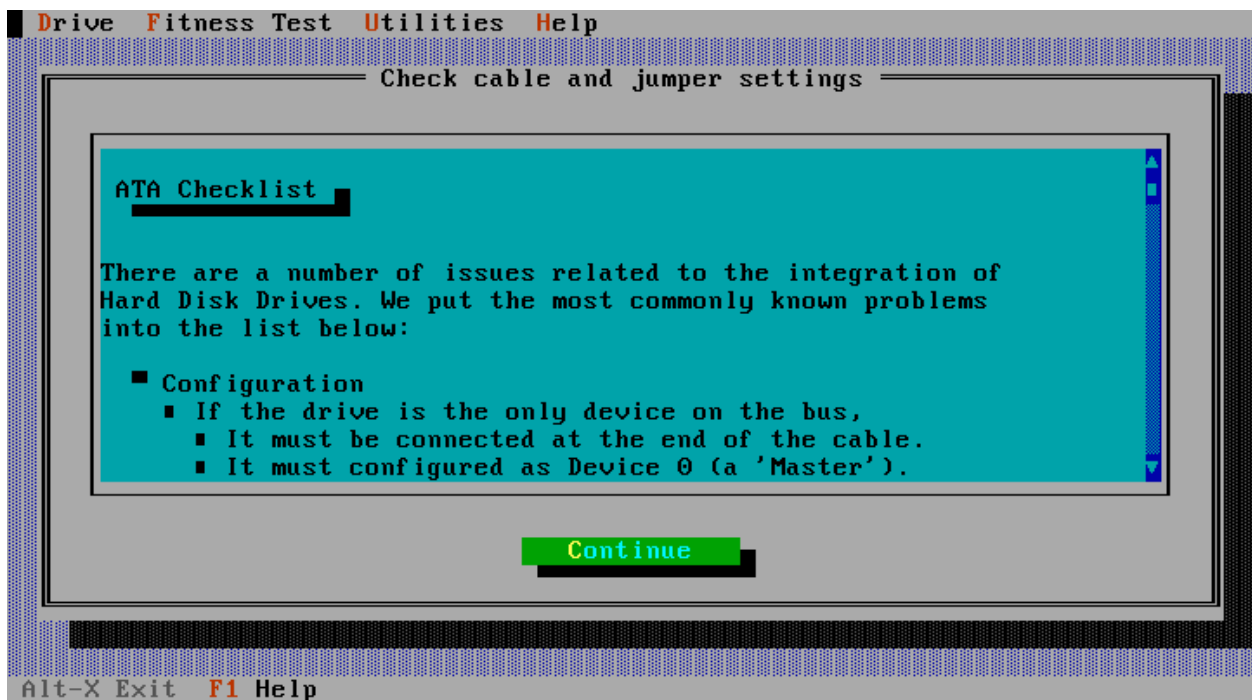 Drive Fitness Test Utilities Help
Check cable and jumper settings
ATA Checklist
There are a number of issues related to the integration of
Hard Disk Drives. We put the most commonly known problems
into the list below:
Configuration
If the drive is the only device on the bus,
It must be connected at the end of the cable.
It must configured as Device 0 (a 'Master').
Continue
Alt-X Exit F1 Help